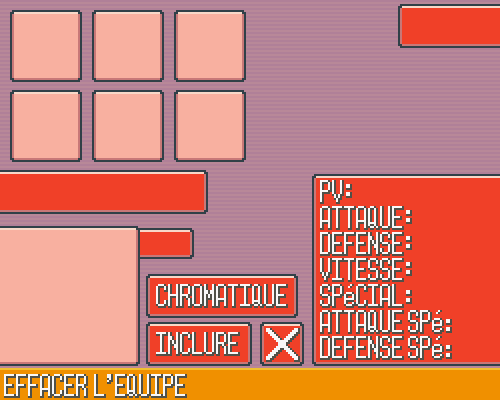 PV:
ATTAQUE:
DEFENSE:
VITESSE:
SPéCIAL:
ATTAQUE SPé:
DEFENSE SPé:
CHROMATIQUE
INCLURE
EFFACER L'EQUIPE